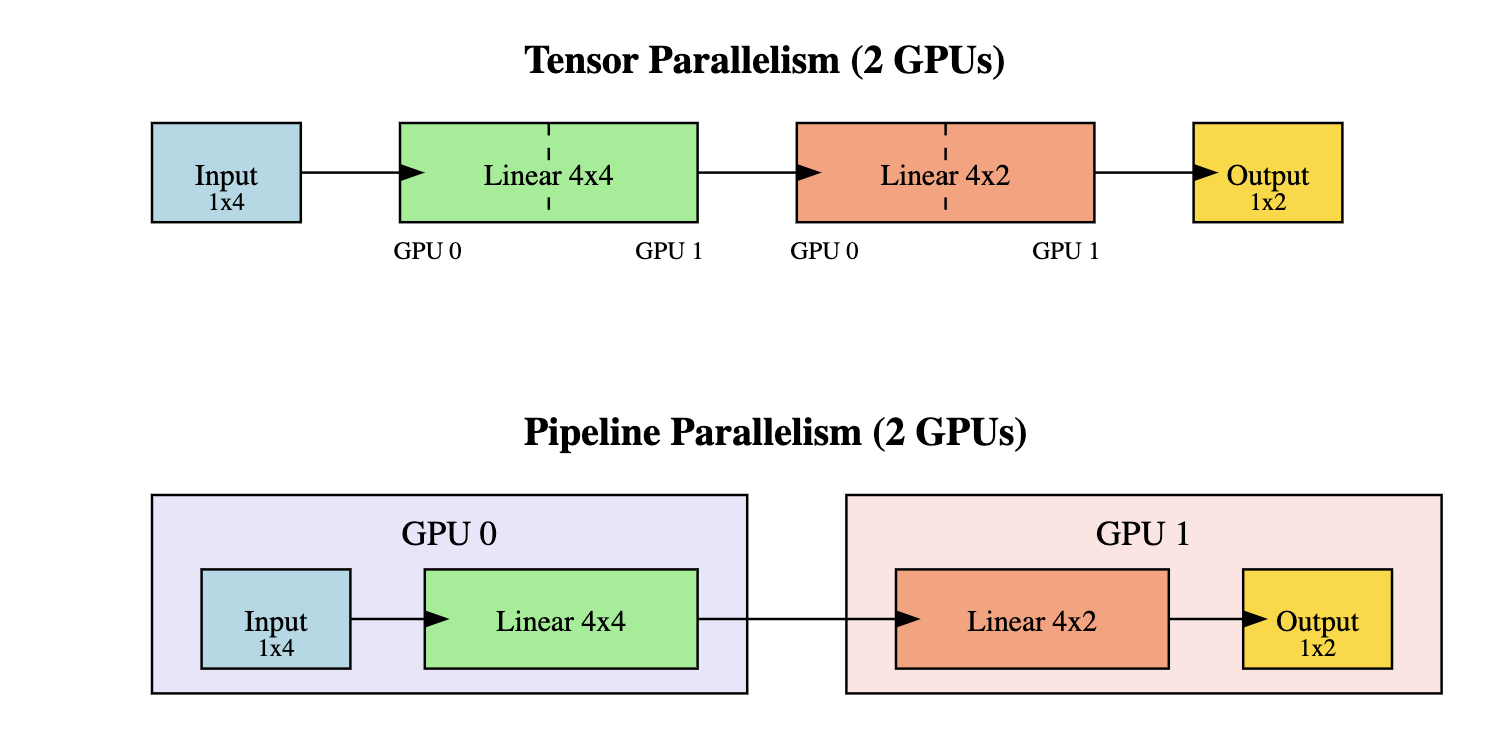 Tensor Parallelism (2 GPUs)
Input
1x4
Linear 4x4
Linear 4x2
Output
1x2
GPU 0
GPU 1
GPU 0
GPU 1
Pipeline Parallelism (2 GPUs)
GPU 0
Input
1x4
Linear 4x4
GPU 1
Linear 4x2
Output
1x2